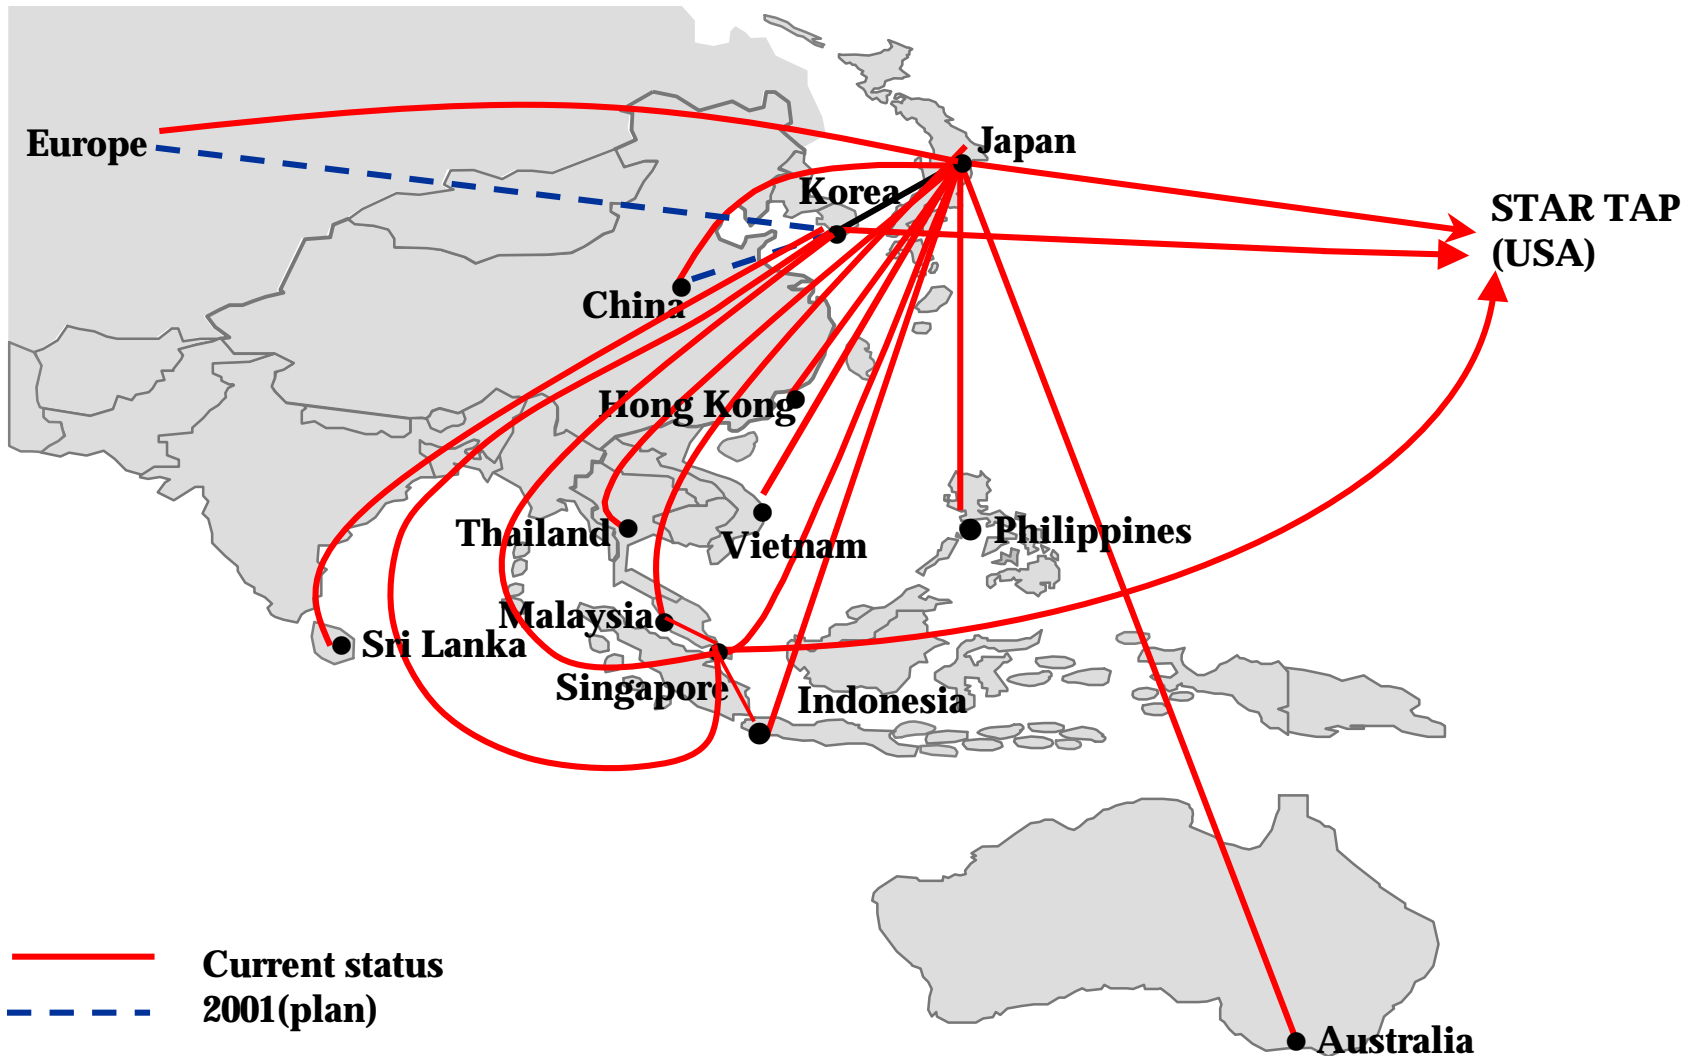 Europe
Japan
Korea
STAR TAP
(USA)
China
Hong Kong
Thailand
Vietnam
Philippines
Malaysia
Sri Lanka
Singapore
Indonesia
Current status
2001(plan)
Australia